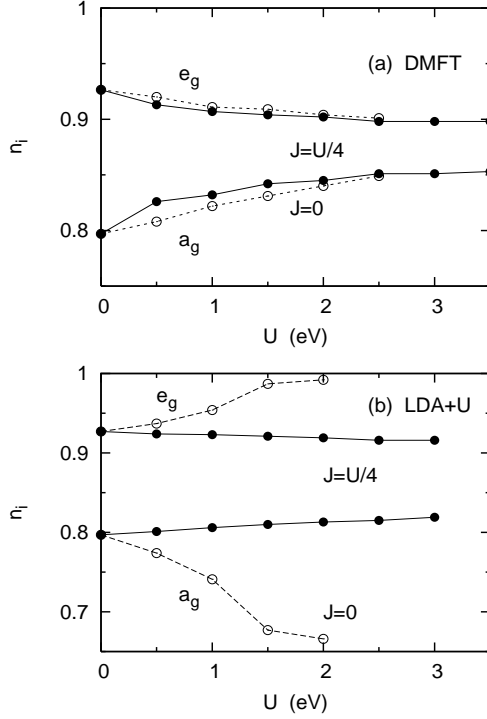 1
(a) DMFT
e_g
0.9
n_i
J=U/4
J=0
0.8
a_g
0 1 2 3
U (eV)
1
e_g
(b) LDA+U
0.9
n_i
J=U/4
0.8
a_g
J=0
0.7
0 1 2 3
U (eV)